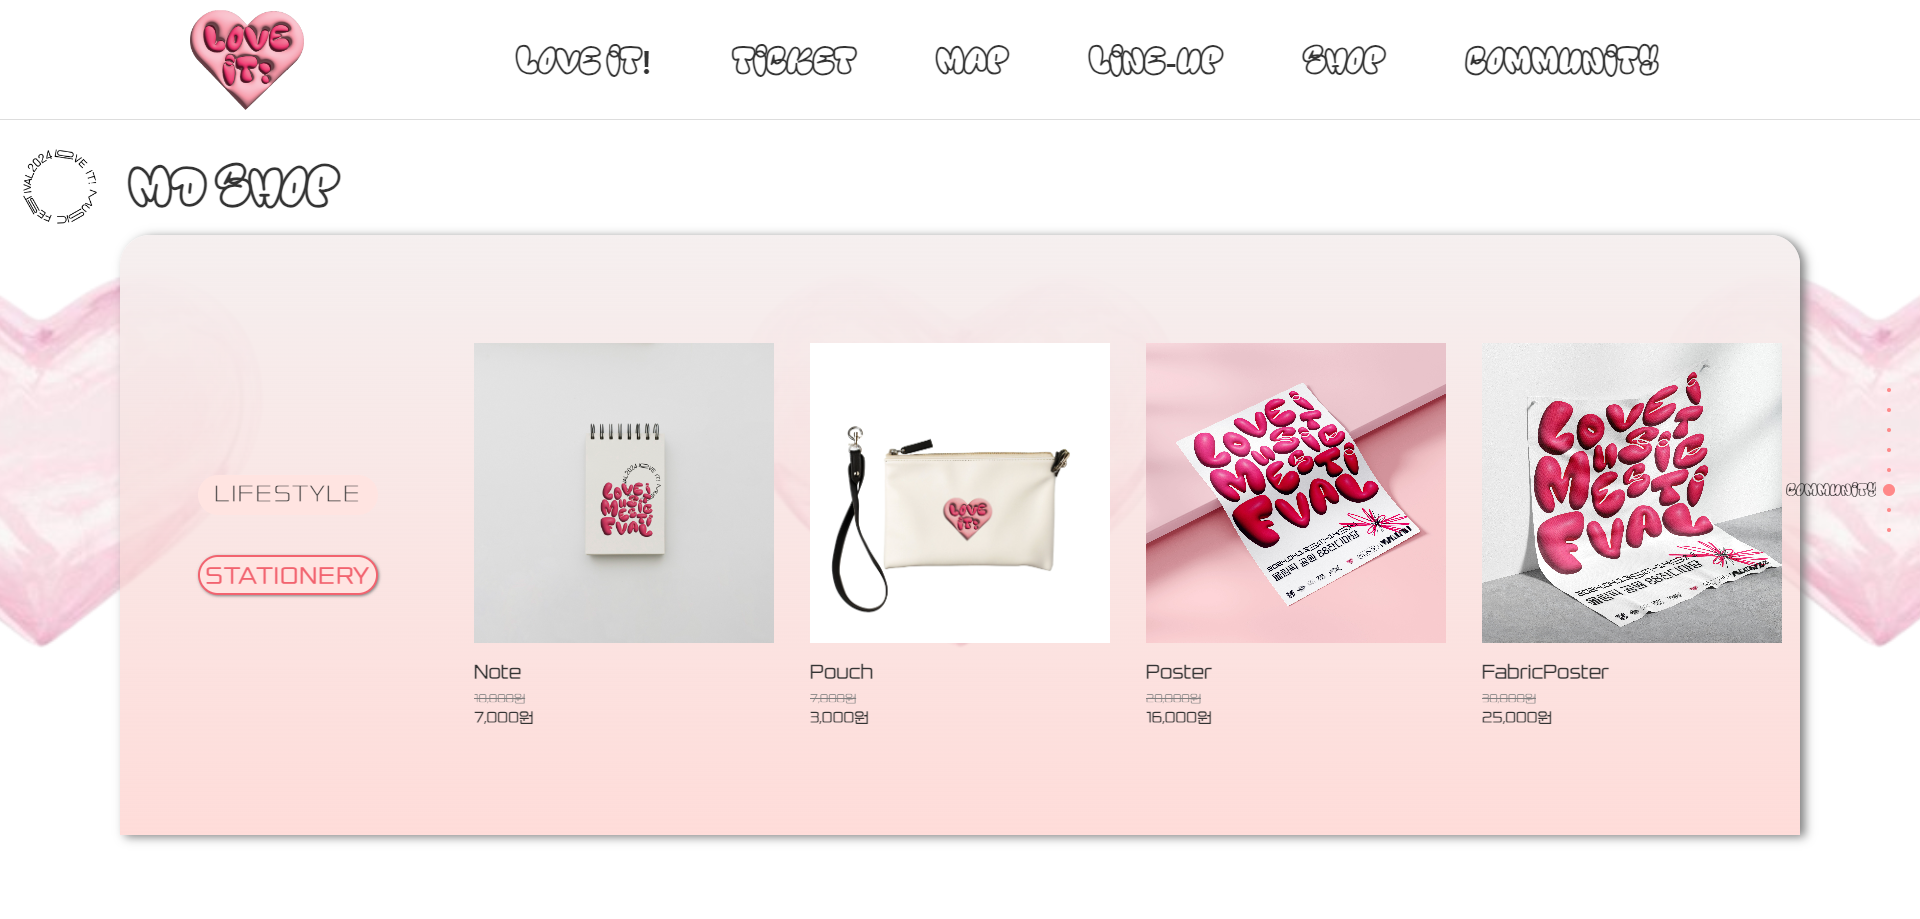 LOVE IT?
LOVE IT!
TICKET
MAP
LINE-UP
SHOP
COMMUNITY
2024 LOVE IT! MUSIC FESTIVAL
MD SHOP
LIFESTYLE
STATIONERY
LOVE IT MUSIC FESTIVAL
LOVE IT?
LOVE IT MUSIC FESTIVAL
LOVE IT MUSIC FESTIVAL
COMMUNITY
Note
10,000원
7,000원
Pouch
7,000원
3,000원
Poster
20,000원
16,000원
FabricPoster
30,000원
25,000원